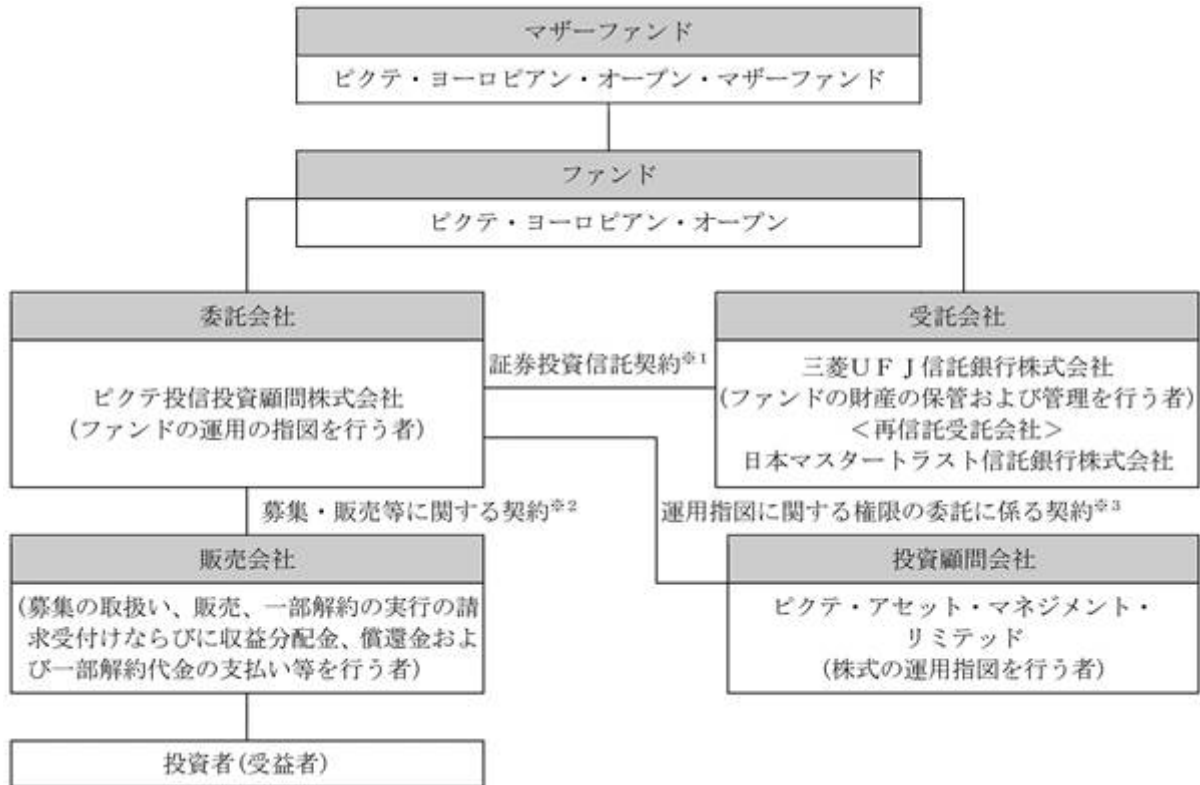 マザーファンド
ピクテ・ヨーロピアン・オープン・マザーファンド
ファンド
ピクテ・ヨーロピアン・オープン
委託会社
ピクテ投信投資顧問株式会社
(ファンドの運用の指図を行う者)
証券投資信託契約※1
受託会社
三菱UFJ信託銀行株式会社
(ファンドの財産の保管および管理を行う者)
<再信託受託会社>
日本マスタートラスト信託銀行株式会社
募集・販売等に関する契約※2
運用指図に関する権限の委託に係る契約※3
販売会社
(募集の取扱い、販売、一部解約の実行の請
求受付けならびに収益分配金、償還金およ
び一部解約代金の支払い等を行う者)
投資顧問会社
ピクテ・アセット・マネジメント・
リミテッド
(株式の運用指図を行う者)
投資者(受益者)